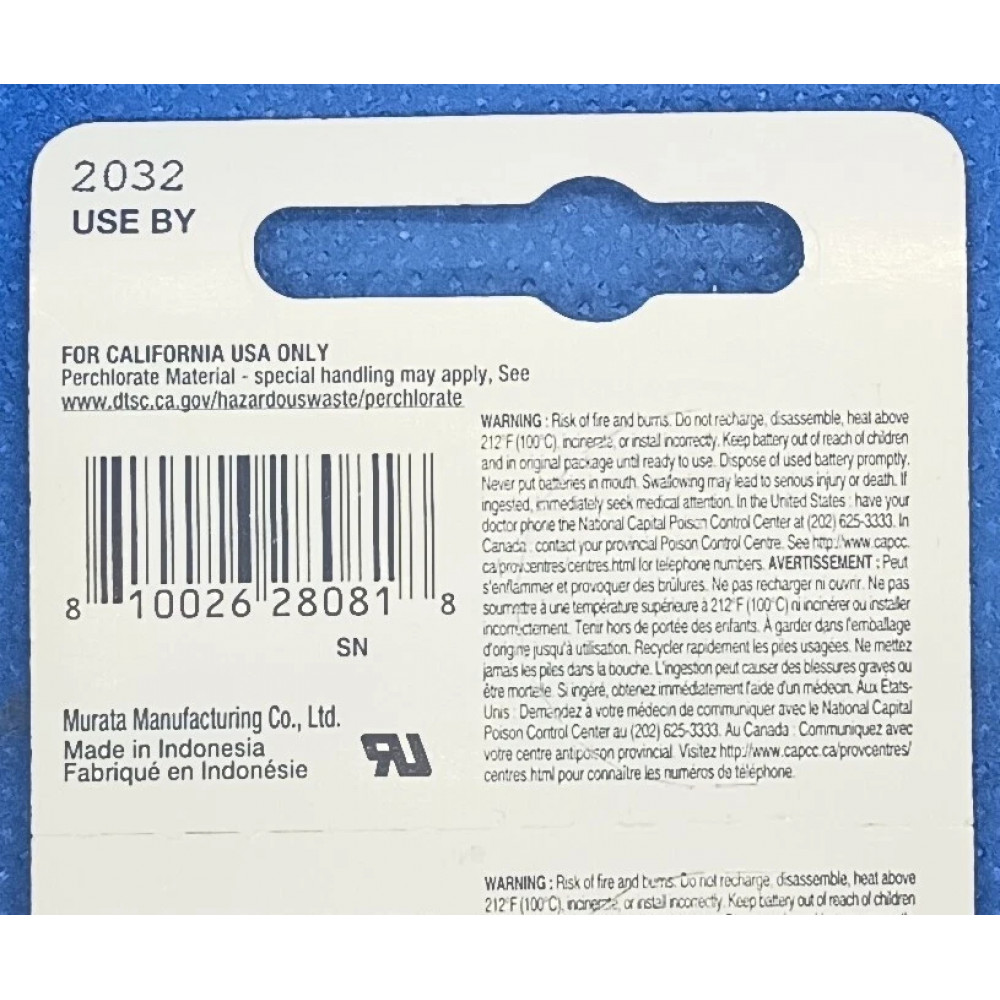 2032
USE BY
FOR CALIFORNIA USA ONLY
Perchlorate Material - special handling may apply, See
www.dtsc.ca.gov/hazardouswaste/perchlorate
8 10026 28081 8
SN
Murata Manufacturing Co., Ltd.
Made in Indonesia
Fabriqué en Indonésie
WARNING : Risk of fire and burns. Do not recharge, disassemble, heat above
212°F (100°C), incinerate, or install incorrectly. Keep battery out of reach of children
and in original package until ready to use. Dispose of used battery promptly.
Never put batteries in mouth. Swallowing may lead to serious injury or death. If
ingested, immediately seek medical attention. In the United States : have your
doctor phone the National Capital Poison Control Center at (202) 625-3333. In
Canada : contact your provincial Poison Control Centre. See http://www.capcc.
ca/provcentres/centres.html for telephone numbers. AVERTISSEMENT : Peut
s'enflammer et provoquer des brûlures. Ne pas recharger ni ouvrir. Ne pas
soumettre à une température supérieure à 212°F (100°C) ni incinérer ou installer
incorrectement. Tenir hors de portée des enfants. À garder dans l'emballage
d'origine jusqu'à utilisation. Recycler rapidement les piles usagées. Ne mettez
jamais les piles dans la bouche. L'ingestion peut causer des blessures graves ou
être mortelle. Si ingéré, obtenez immédiatement l'aide d'un médecin. Aux États-
Unis : Demandez à votre médecin de communiquer avec le National Capital
Poison Control Center au (202) 625-3333. Au Canada : Communiquez avec
votre centre antipoison provincial. Visitez http://www.capcc.ca/provcentres/
centres.html pour connaître les numéros de téléphone.
WARNING : Risk of fire and burns. Do not recharge, disassemble, heat above
212°F (100°C), incinerate, or install incorrectly. Keep battery out of reach of children